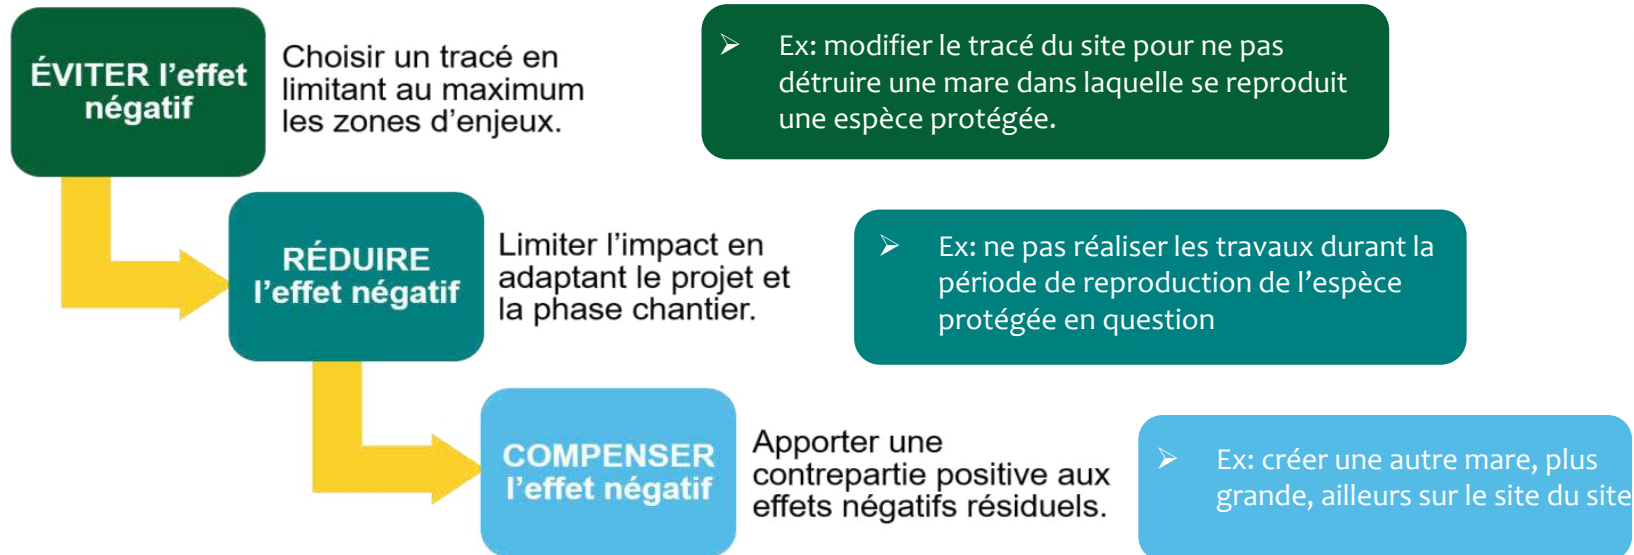 ÉVITER l'effet
négatif
Choisir un tracé en
limitant au maximum
les zones d'enjeux.
➢ Ex: modifier le tracé du site pour ne pas
détruire une mare dans laquelle se reproduit
une espèce protégée.
RÉDUIRE
l'effet négatif
Limiter l'impact en
adaptant le projet et
la phase chantier.
➢ Ex: ne pas réaliser les travaux durant la
période de reproduction de l'espèce
protégée en question
COMPENSER
l'effet négatif
Apporter une
contrepartie positive aux
effets négatifs résiduels.
➢ Ex: créer une autre mare, plus
grande, ailleurs sur le site du site